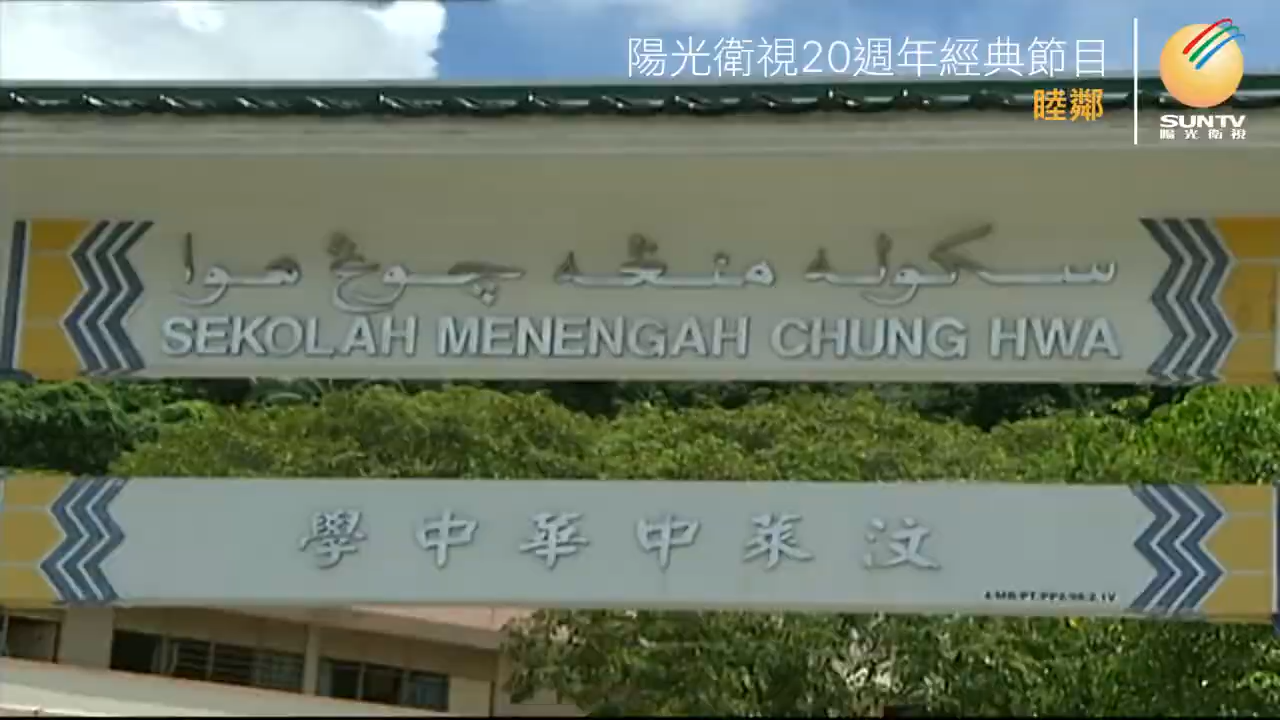 陽光衛視20週年經典節目
睦鄰
SUNTV
陽光衛視
سكوله منڠه چوڠ هوا
SEKOLAH MENENGAH CHUNG HWA
學中華中萊汶